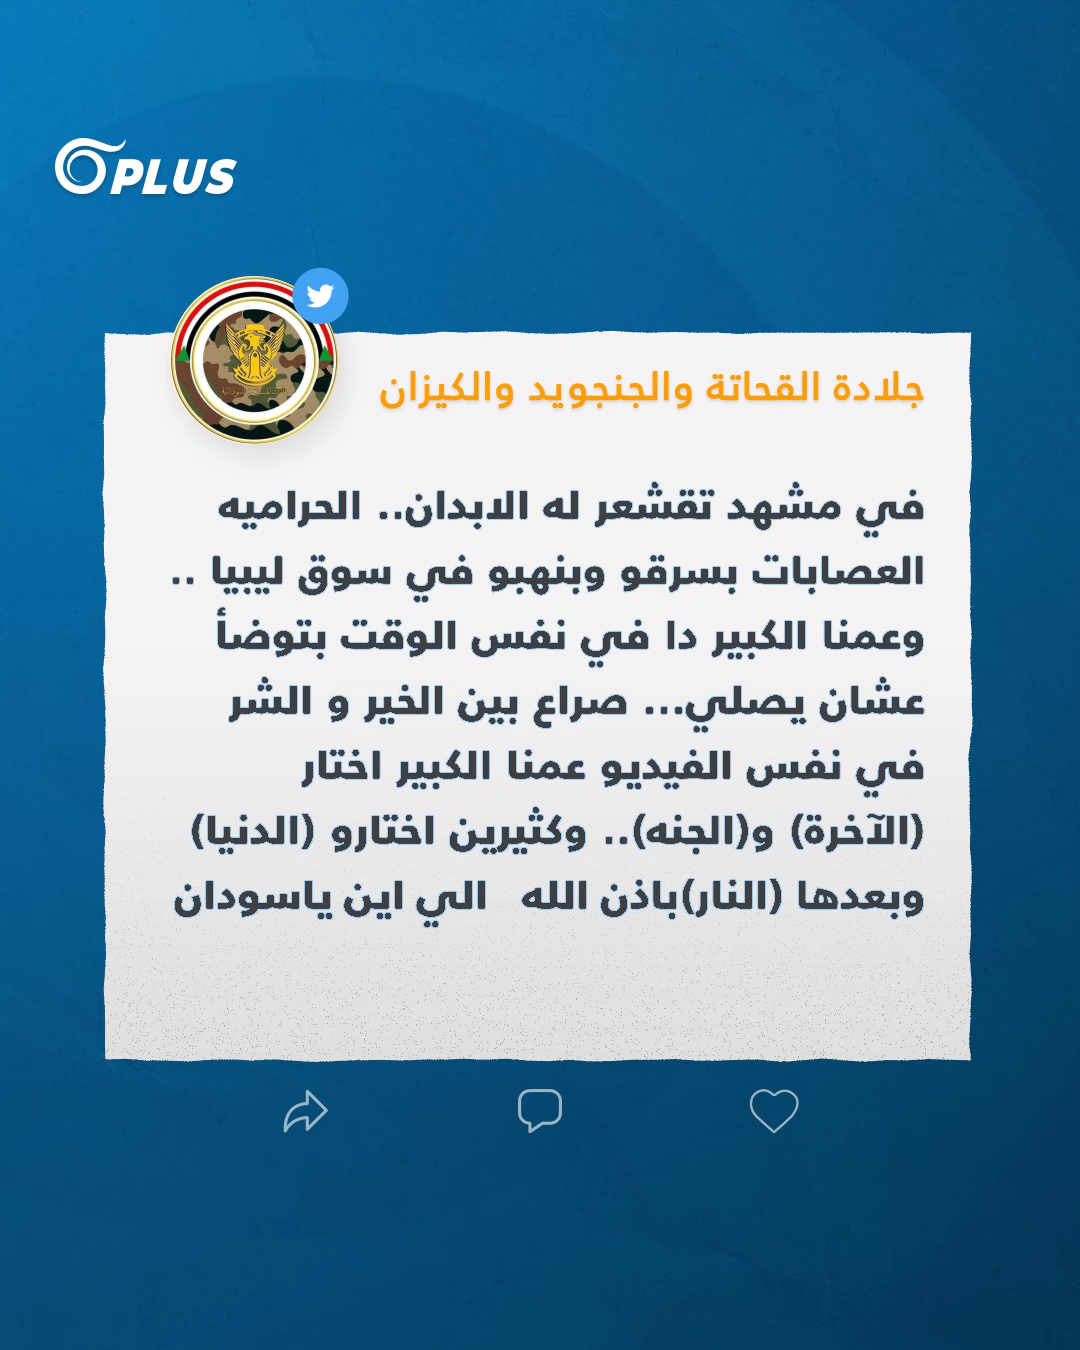 PLUS
جلادة القحاتة والجنجويد والكيزان
في مشهد تقشعر له الابدان.. الحراميه
العصابات بسرقو وبنهبو في سوق ليبيا ..
وعمنا الكبير دا في نفس الوقت بتوضأ
عشان يصلي... صراع بين الخير و الشر
في نفس الفيديو عمنا الكبير اختار
(الآخرة) و(الجنه).. وكثيرين اختارو (الدنيا)
وبعدها (النار)باذن الله   الي اين ياسودان